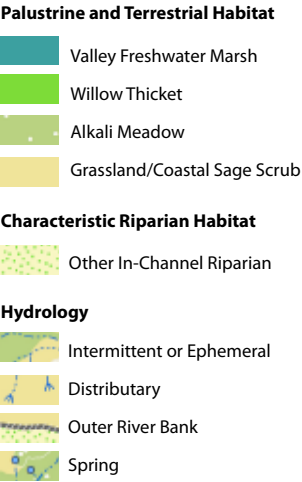 Palustrine and Terrestrial Habitat
Valley Freshwater Marsh
Willow Thicket
Alkali Meadow
Grassland/Coastal Sage Scrub
Characteristic Riparian Habitat
Other In-Channel Riparian
Hydrology
Intermittent or Ephemeral
Distributary
Outer River Bank
Spring